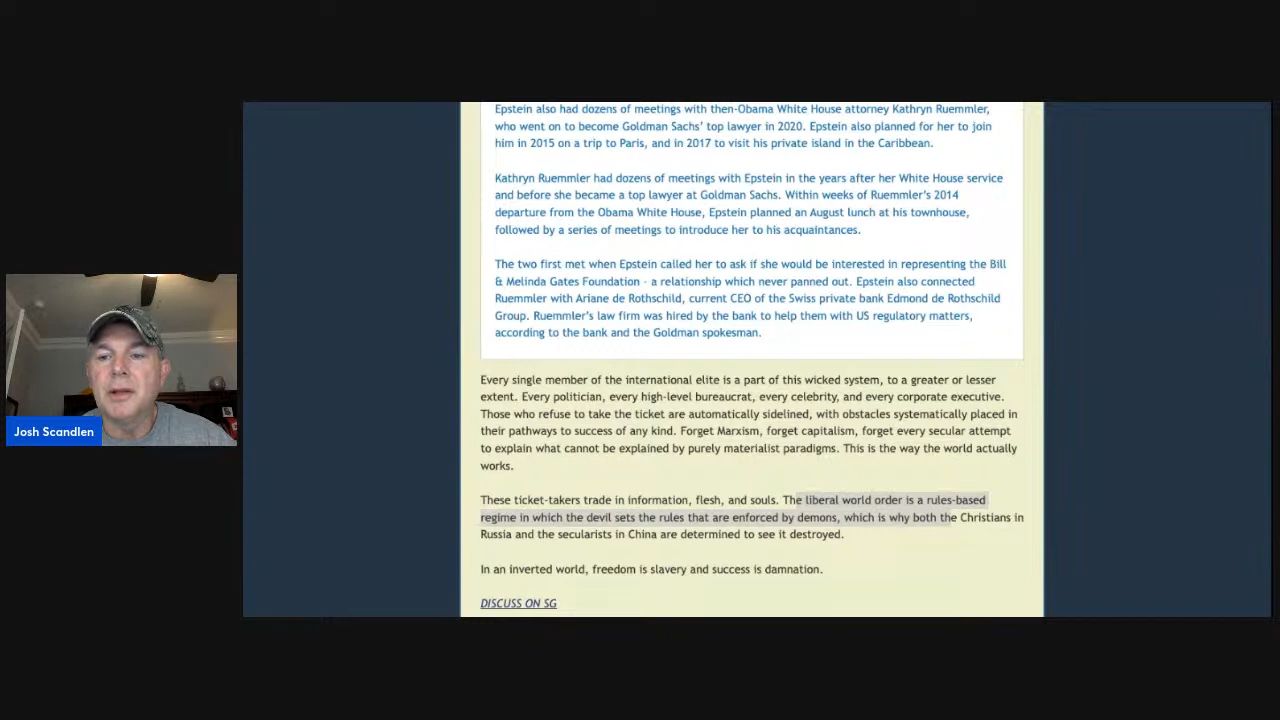 Epstein also had dozens of meetings with then-Obama White House attorney Kathryn Ruemmler,
who went on to become Goldman Sachs' top lawyer in 2020. Epstein also planned for her to join
him in 2015 on a trip to Paris, and in 2017 to visit his private island in the Caribbean.
Kathryn Ruemmler had dozens of meetings with Epstein in the years after her White House service
and before she became a top lawyer at Goldman Sachs. Within weeks of Ruemmler's 2014
departure from the Obama White House, Epstein planned an August lunch at his townhouse,
followed by a series of meetings to introduce her to his acquaintances.
The two first met when Epstein called her to ask if she would be interested in representing the Bill
& Melinda Gates Foundation - a relationship which never panned out. Epstein also connected
Ruemmler with Ariane de Rothschild, current CEO of the Swiss private bank Edmond de Rothschild
Group. Ruemmler's law firm was hired by the bank to help them with US regulatory matters,
according to the bank and the Goldman spokesman.
Every single member of the international elite is a part of this wicked system, to a greater or lesser
extent. Every politician, every high-level bureaucrat, every celebrity, and every corporate executive.
Those who refuse to take the ticket are automatically sidelined, with obstacles systematically placed in
their pathways to success of any kind. Forget Marxism, forget capitalism, forget every secular attempt
to explain what cannot be explained by purely materialist paradigms. This is the way the world actually
works.
These ticket-takers trade in information, flesh, and souls. The liberal world order is a rules-based
regime in which the devil sets the rules that are enforced by demons, which is why both the Christians in
Russia and the secularists in China are determined to see it destroyed.
In an inverted world, freedom is slavery and success is damnation.
DISCUSS ON SG
Josh Scandlen